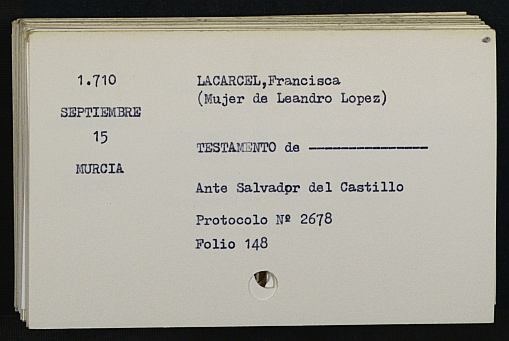 1.710
SEPTIEMBRE
15
MURCIA
LACARCEL,Francisca
(Mujer de Leandro Lopez)
TESTAMENTO de ---------------
Ante Salvador del Castillo
Protocolo Nº 2678
Folio 148